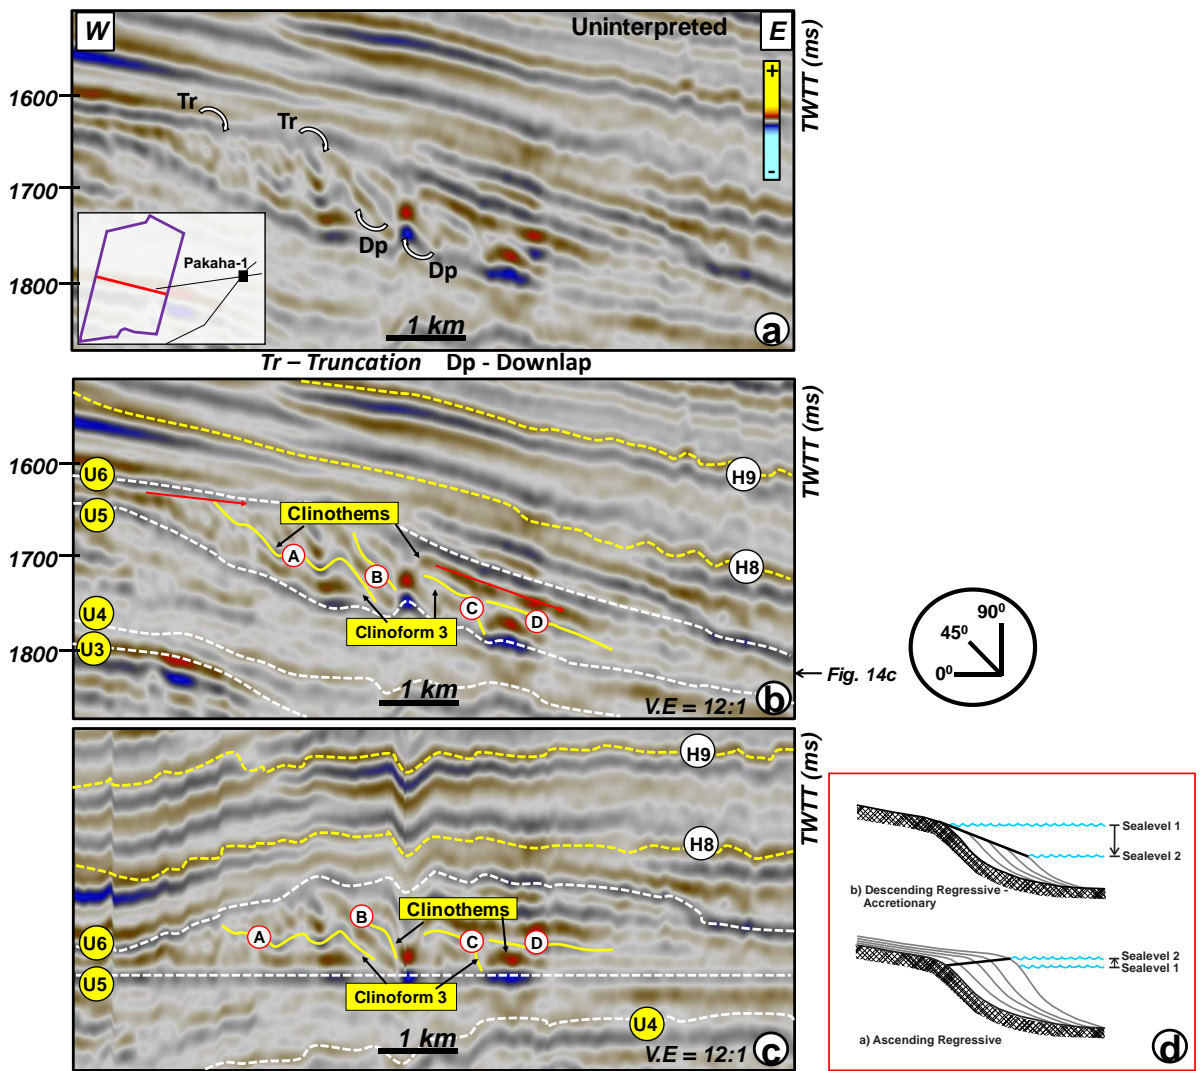 W
Uninterpreted
E
TWTT (ms)
+
-
1600
1700
1800
Tr
Tr
Dp
Dp
Pakaha-1
1 km
a
Tr – Truncation Dp - Downlap
TWTT (ms)
1600
1700
1800
U6
U5
U4
U3
H9
H8
Clinothems
A
B
C
D
Clinoform 3
1 km
V.E = 12:1
b
Fig. 14c
90⁰
45⁰
0⁰
TWTT (ms)
H9
H8
Clinothems
A
B
C
D
U6
U5
Clinoform 3
U4
1 km
V.E = 12:1
c
Sealevel 1
Sealevel 2
b) Descending Regressive -
Accretionary
Sealevel 2
Sealevel 1
a) Ascending Regressive
d